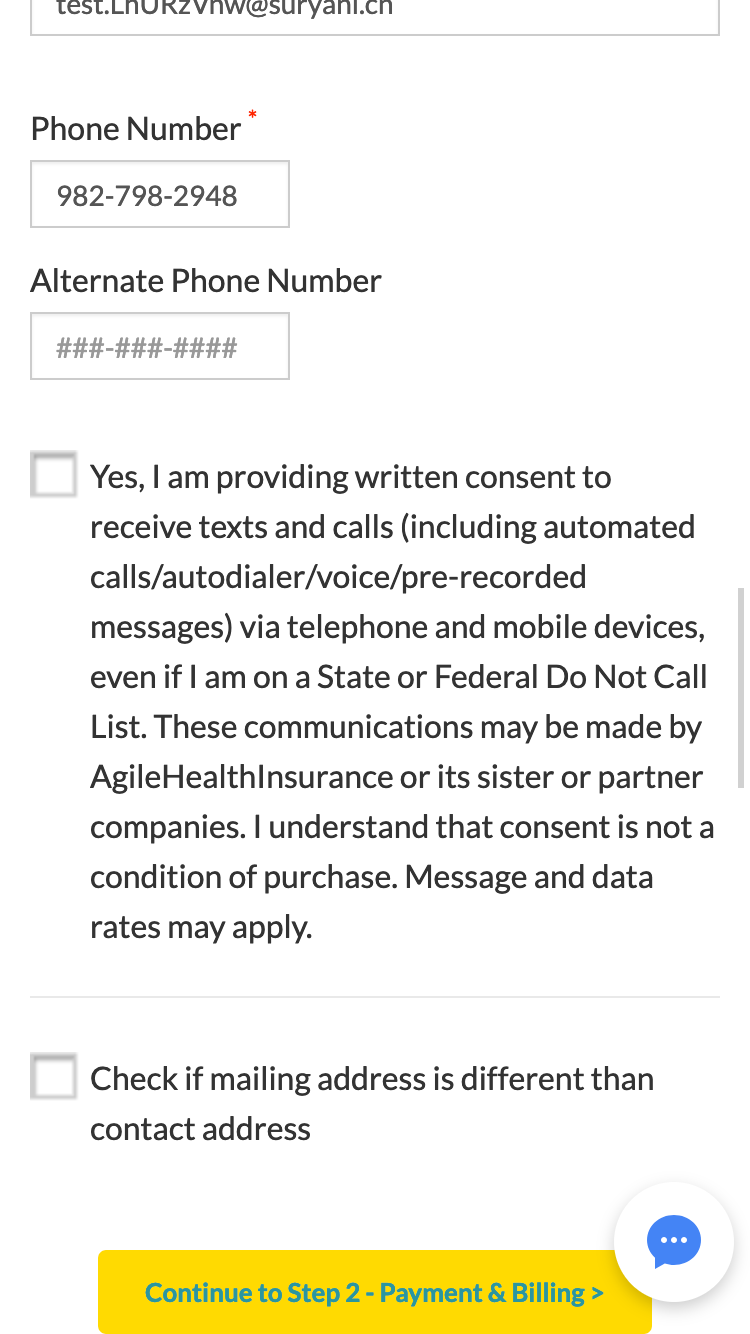 Phone Number *
982-798-2948
Alternate Phone Number
###-###-####
Yes, I am providing written consent to
receive texts and calls (including automated
calls/autodialer/voice/pre-recorded
messages) via telephone and mobile devices,
even if I am on a State or Federal Do Not Call
List. These communications may be made by
AgileHealthInsurance or its sister or partner
companies. I understand that consent is not a
condition of purchase. Message and data
rates may apply.
Check if mailing address is different than
contact address
Continue to Step 2 - Payment & Billing >